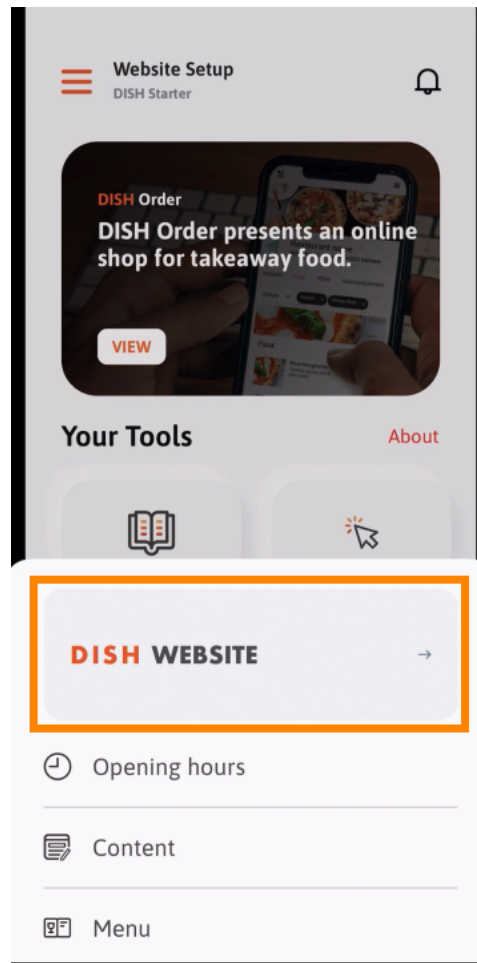 Website Setup
DISH Starter
DISH Order
DISH Order presents an online
shop for takeaway food.
VIEW
Your Tools
About
DISH WEBSITE →
Opening hours
Content
Menu